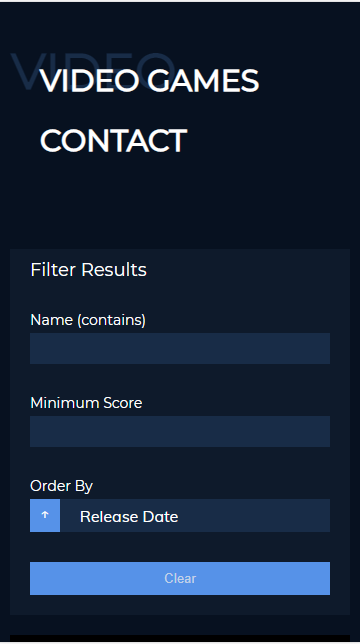 VIDEO
VIDEO GAMES
CONTACT
Filter Results
Name (contains)
Minimum Score
Order By
↑ Release Date
Clear